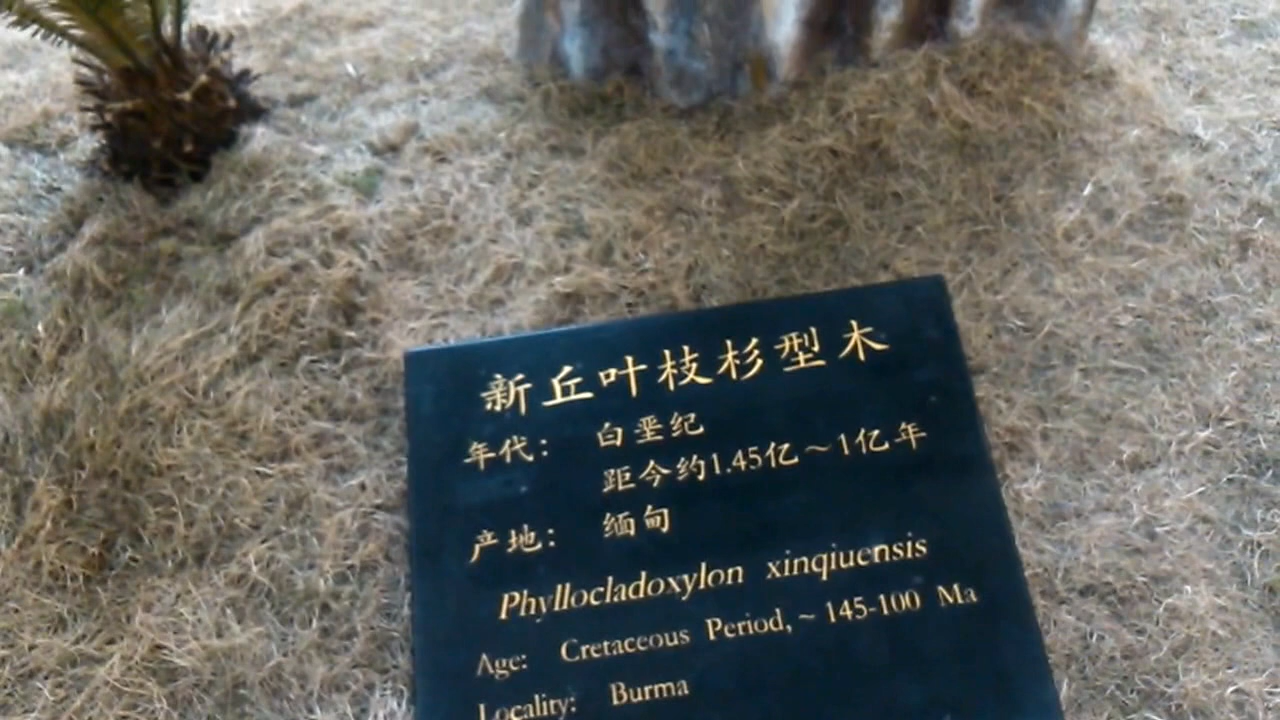 新丘叶枝杉型木
年代： 白垩纪
距今约1.45亿～1亿年
产地： 缅甸
Phyllocladoxylon xinqiuensis
Age: Cretaceous Period, ~ 145-100 Ma
Locality: Burma